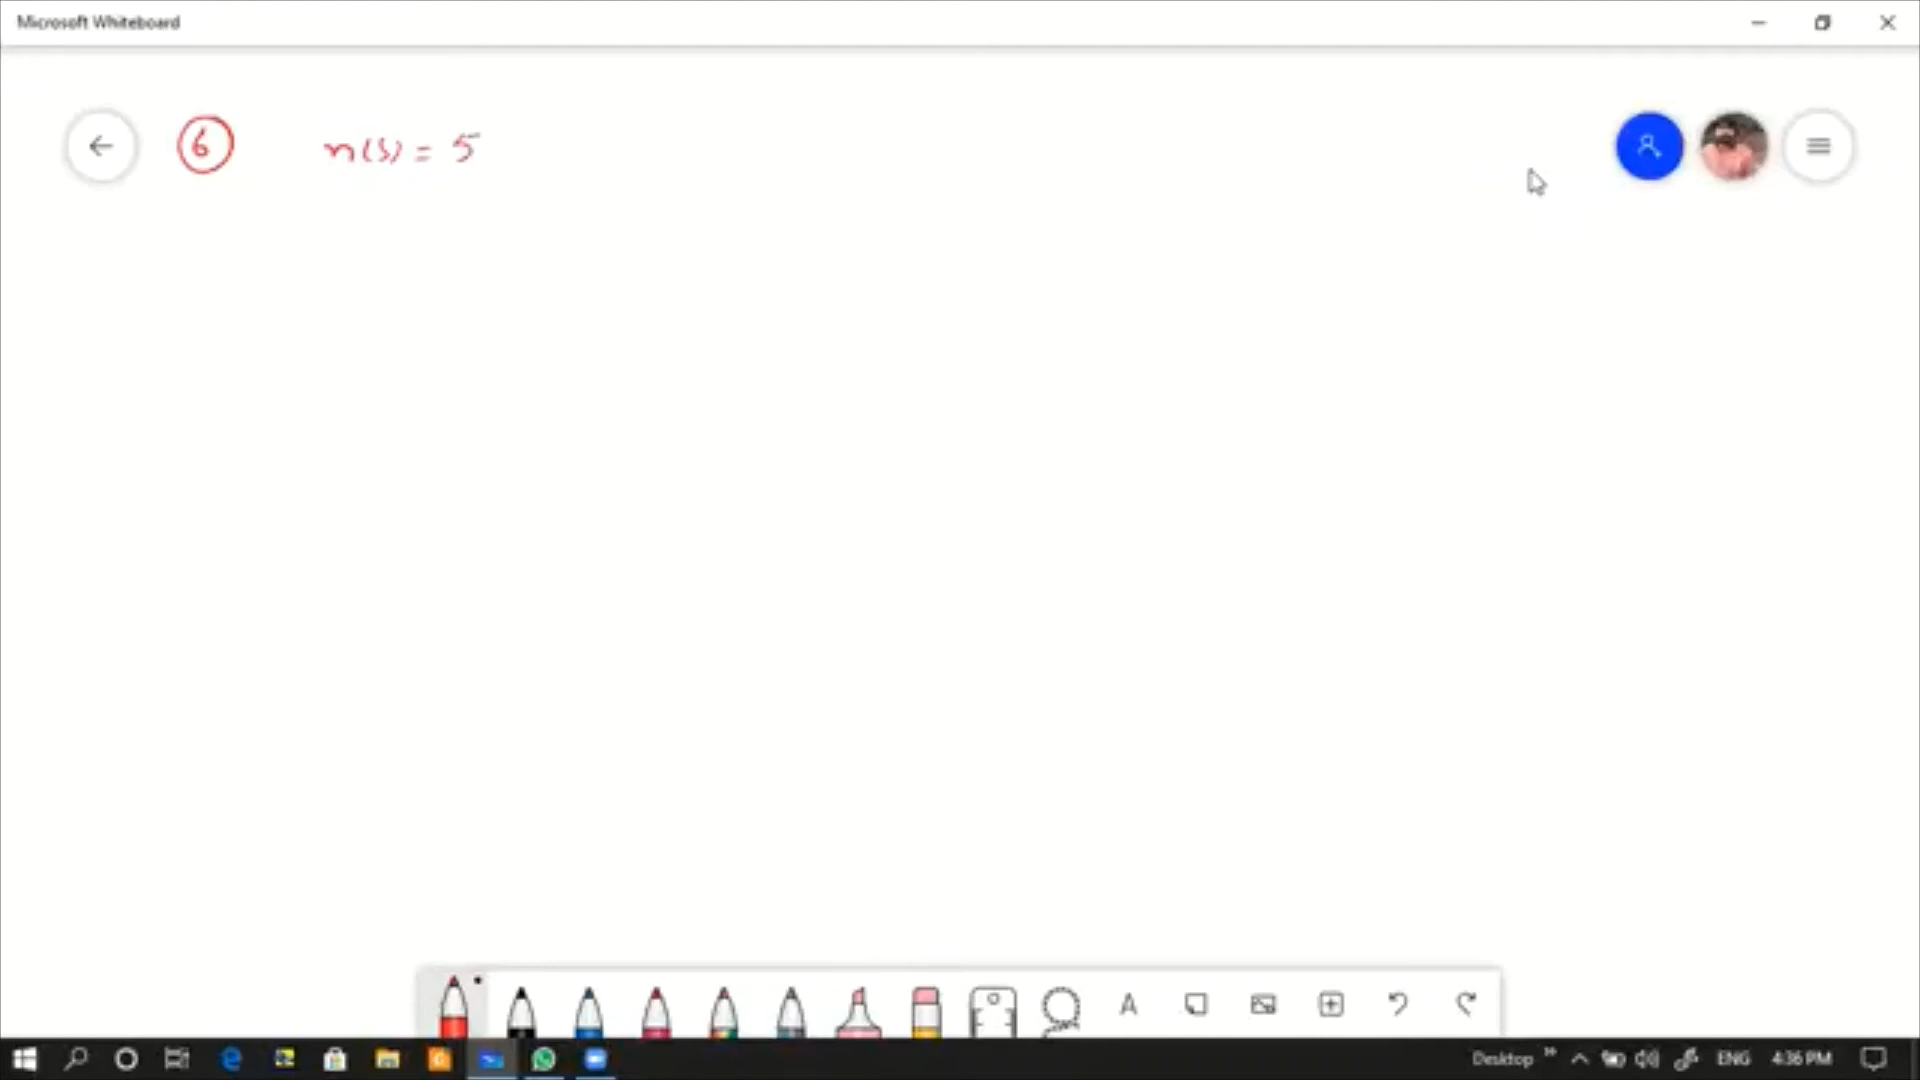 Microsoft Whiteboard
6 n(s) = 5
A
Desktop » ENG 4:36 PM